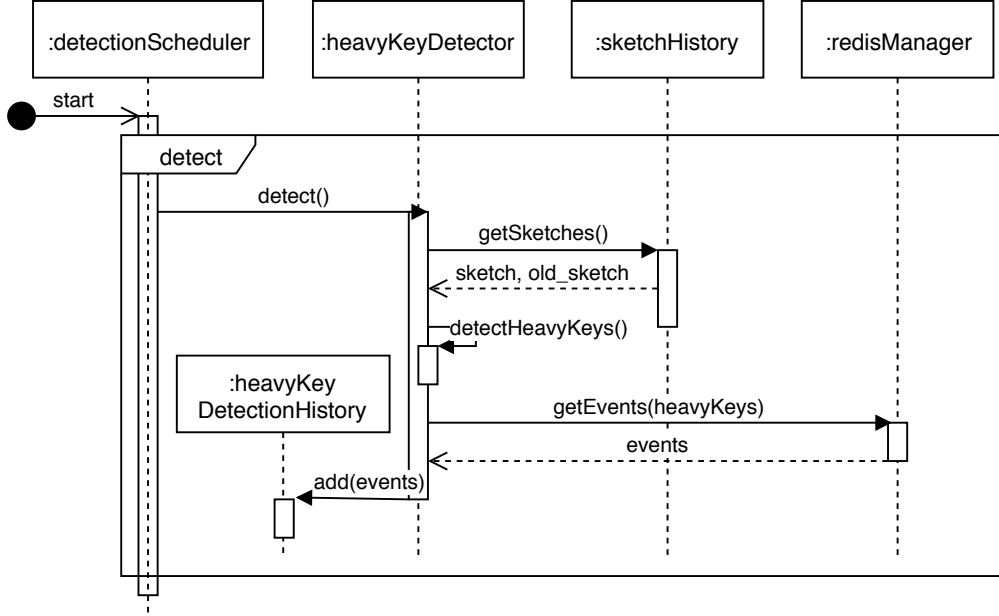 :detectionScheduler
:heavyKeyDetector
:sketchHistory
:redisManager
start
detect
detect()
getSketches()
sketch, old_sketch
detectHeavyKeys()
:heavyKey
DetectionHistory
getEvents(heavyKeys)
events
add(events)